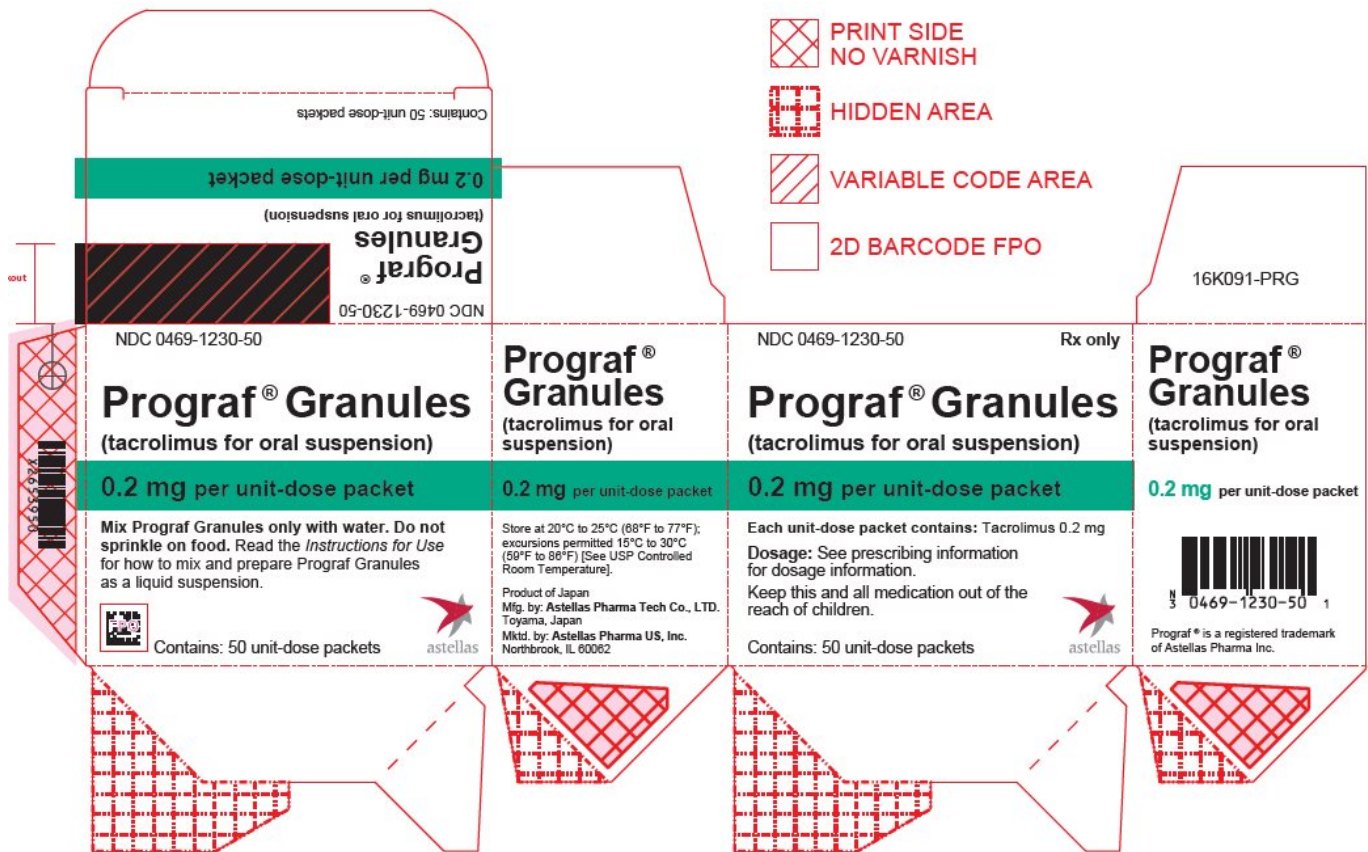 PRINT SIDE
NO VARNISH
HIDDEN AREA
VARIABLE CODE AREA
2D BARCODE FPO
Contains: 50 unit-dose packets
0.2 mg per unit-dose packet
(tacrolimus for oral suspension)
Prograf ®
Granules
NDC 0469-1230-50
16K091-PRG
NDC 0469-1230-50
Prograf ® Granules
(tacrolimus for oral suspension)
0.2 mg per unit-dose packet
Mix Prograf Granules only with water. Do not
sprinkle on food. Read the Instructions for Use
for how to mix and prepare Prograf Granules
as a liquid suspension.
FPO
Contains: 50 unit-dose packets
astellas
Prograf ®
Granules
(tacrolimus for oral
suspension)
0.2 mg per unit-dose packet
Store at 20°C to 25°C (68°F to 77°F);
excursions permitted 15°C to 30°C
(59°F to 86°F) [See USP Controlled
Room Temperature].
Product of Japan
Mfg. by: Astellas Pharma Tech Co., LTD.
Toyama, Japan
Mktd. by: Astellas Pharma US, Inc.
Northbrook, IL 60062
NDC 0469-1230-50 Rx only
Prograf ® Granules
(tacrolimus for oral suspension)
0.2 mg per unit-dose packet
Each unit-dose packet contains: Tacrolimus 0.2 mg
Dosage: See prescribing information
for dosage information.
Keep this and all medication out of the
reach of children.
Contains: 50 unit-dose packets
astellas
Prograf ®
Granules
(tacrolimus for oral
suspension)
0.2 mg per unit-dose packet
N
3 0469-1230-50 1
Prograf ® is a registered trademark
of Astellas Pharma Inc.